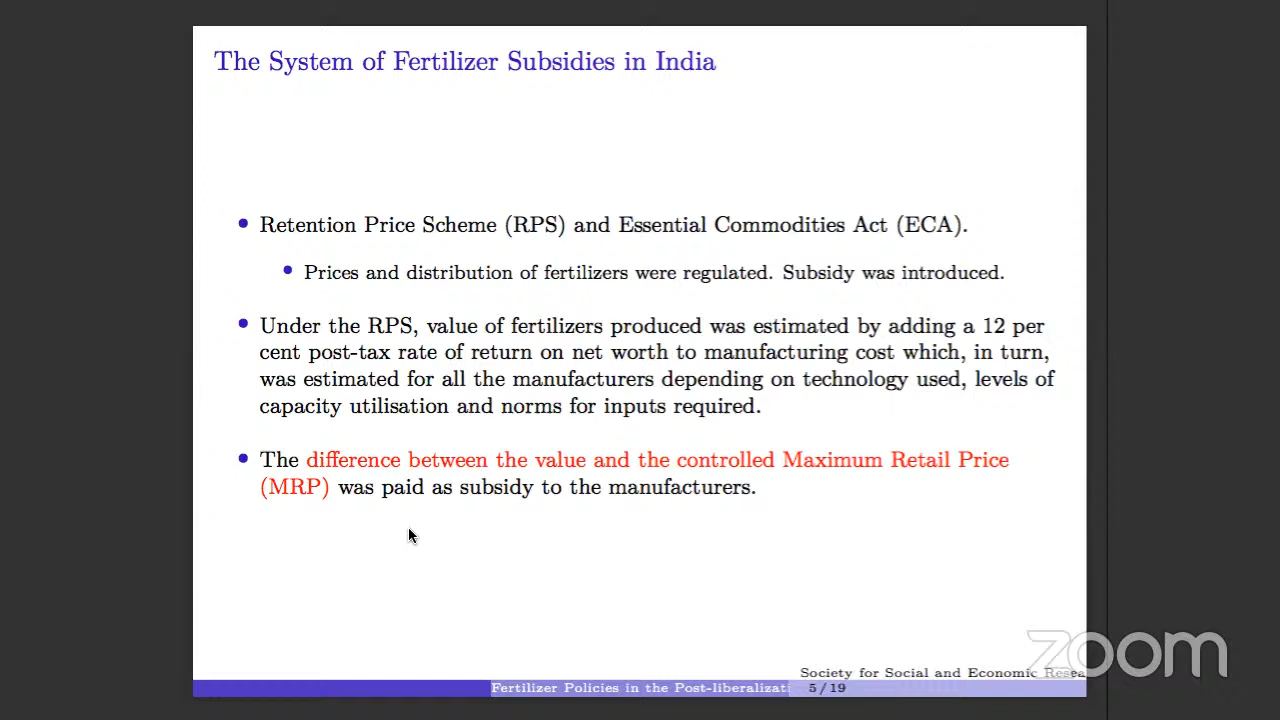 The System of Fertilizer Subsidies in India
• Retention Price Scheme (RPS) and Essential Commodities Act (ECA).
• Prices and distribution of fertilizers were regulated. Subsidy was introduced.
• Under the RPS, value of fertilizers produced was estimated by adding a 12 per
cent post-tax rate of return on net worth to manufacturing cost which, in turn,
was estimated for all the manufacturers depending on technology used, levels of
capacity utilisation and norms for inputs required.
• The difference between the value and the controlled Maximum Retail Price
(MRP) was paid as subsidy to the manufacturers.
zoom
Society for Social and Economic Resea
Fertilizer Policies in the Post-liberalizati 5 / 19